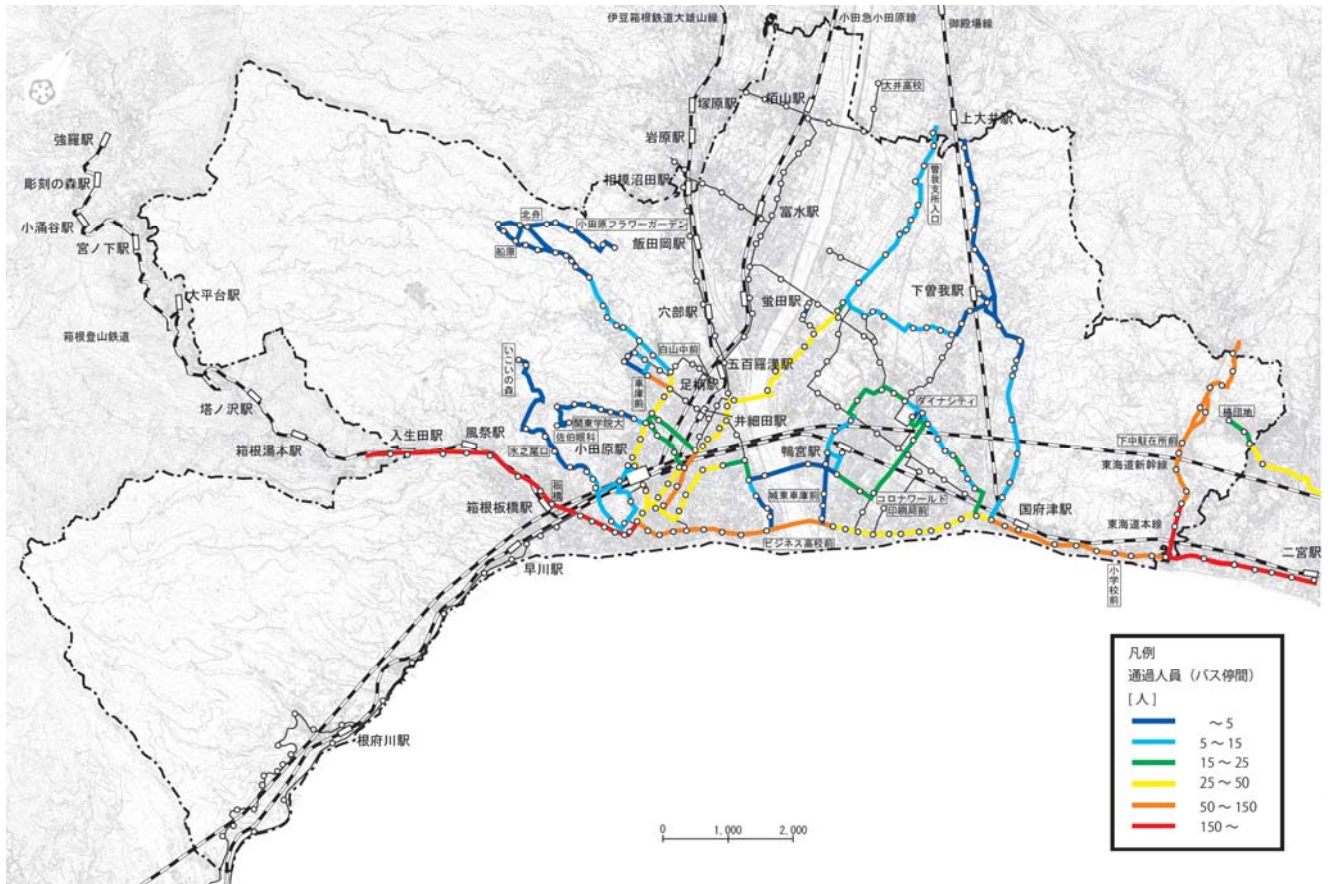 伊豆箱根鉄道大雄山線
小田急小田原線
御殿場線
大井高校
塚原駅
栢山駅
上大井駅
強羅駅
岩原駅
彫刻の森駅
相模沼田駅
曽我支所入口
小涌谷駅
北舟
小田原フラワーガーデン
富水駅
宮ノ下駅
船原
飯田岡駅
大平台駅
下曽我駅
蛍田駅
穴部駅
箱根登山鉄道
いこいの森
白山中前
五百羅漢駅
車庫前
足柄駅
塔ノ沢駅
ダイナシティ
橘団地
関東学院大
井細田駅
入生田駅
風祭駅
佐伯眼科
小田原駅
鴨宮駅
下中駐在所前
箱根湯本駅
水之尾口
東海道新幹線
板橋
城東車庫前
コロナワールド
箱根板橋駅
印刷局前
国府津駅
東海道本線
ビジネス高校前
二宮駅
早川駅
小学校前
根府川駅
凡例
通過人員（バス停間）
[人]
～5
5～15
15～25
25～50
50～150
150～
0 1,000 2,000